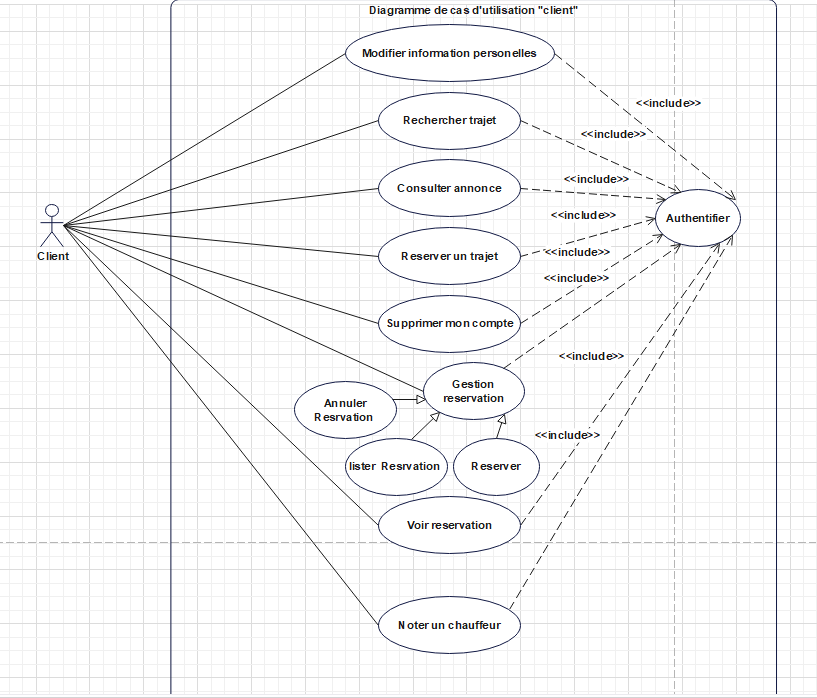 Diagramme de cas d'utilisation "client"
Modifier information personelles
<<include>>
Rechercher trajet
<<include>>
Consulter annonce
<<include>>
Authentifier
<<include>>
Reserver un trajet
<<include>>
Client
<<include>>
Supprimer mon compte
<<include>>
Gestion
reservation
Annuler
Resrvation
<<include>>
lister Resrvation
Reserver
Voir reservation
Noter un chauffeur